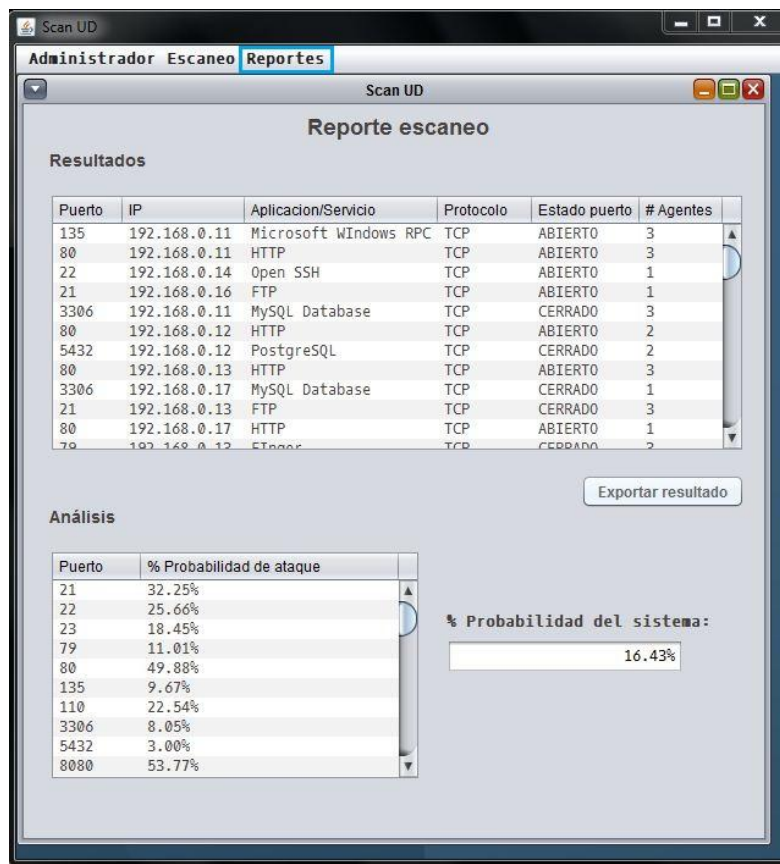 Scan UD
Administrador Escaneo Reportes
Scan UD
Reporte escaneo
Resultados
Puerto IP Aplicacion/Servicio Protocolo Estado puerto # Agentes
135 192.168.0.11 Microsoft WIndows RPC TCP ABIERTO 3
80 192.168.0.11 HTTP TCP ABIERTO 3
22 192.168.0.14 Open SSH TCP ABIERTO 1
21 192.168.0.16 FTP TCP ABIERTO 1
3306 192.168.0.11 MySQL Database TCP CERRADO 3
80 192.168.0.12 HTTP TCP ABIERTO 2
5432 192.168.0.12 PostgreSQL TCP CERRADO 2
80 192.168.0.13 HTTP TCP ABIERTO 3
3306 192.168.0.17 MySQL Database TCP CERRADO 1
21 192.168.0.13 FTP TCP CERRADO 3
80 192.168.0.17 HTTP TCP ABIERTO 1
79 FInger TCP CERRADO
Exportar resultado
Análisis
Puerto % Probabilidad de ataque
21 32.25%
22 25.66%
23 18.45%
79 11.01%
80 49.88%
135 9.67%
110 22.54%
3306 8.05%
5432 3.00%
8080 53.77%
% Probabilidad del sistema:
16.43%